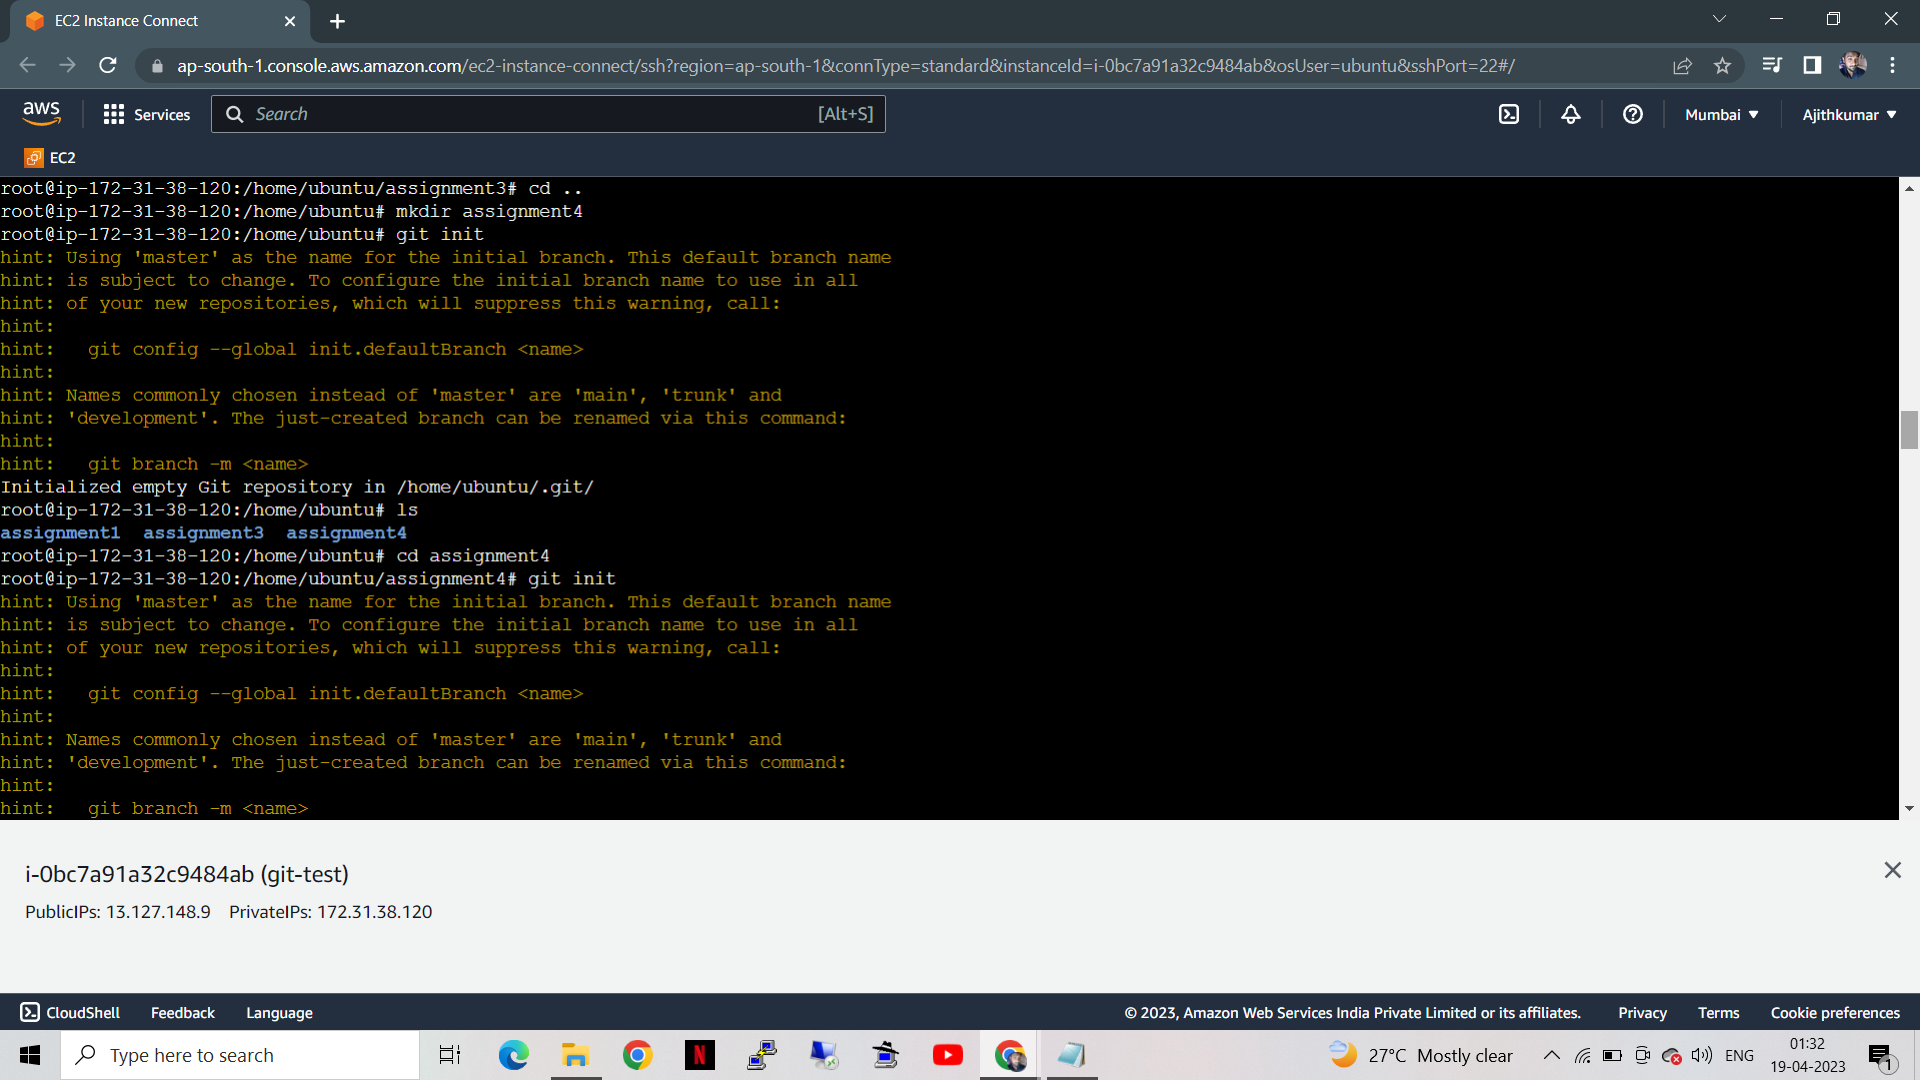 EC2 Instance Connect
ap-south-1.console.aws.amazon.com/ec2-instance-connect/ssh?region=ap-south-1&connType=standard&instanceId=i-0bc7a91a32c9484ab&osUser=ubuntu&sshPort=22#/
aws Services Search [Alt+S] Mumbai Ajithkumar
EC2
root@ip-172-31-38-120:/home/ubuntu/assignment3# cd ..
root@ip-172-31-38-120:/home/ubuntu# mkdir assignment4
root@ip-172-31-38-120:/home/ubuntu# git init
hint: Using 'master' as the name for the initial branch. This default branch name
hint: is subject to change. To configure the initial branch name to use in all
hint: of your new repositories, which will suppress this warning, call:
hint:
hint:   git config --global init.defaultBranch <name>
hint:
hint: Names commonly chosen instead of 'master' are 'main', 'trunk' and
hint: 'development'. The just-created branch can be renamed via this command:
hint:
hint:   git branch -m <name>
Initialized empty Git repository in /home/ubuntu/.git/
root@ip-172-31-38-120:/home/ubuntu# ls
assignment1  assignment3  assignment4
root@ip-172-31-38-120:/home/ubuntu# cd assignment4
root@ip-172-31-38-120:/home/ubuntu/assignment4# git init
hint: Using 'master' as the name for the initial branch. This default branch name
hint: is subject to change. To configure the initial branch name to use in all
hint: of your new repositories, which will suppress this warning, call:
hint:
hint:   git config --global init.defaultBranch <name>
hint:
hint: Names commonly chosen instead of 'master' are 'main', 'trunk' and
hint: 'development'. The just-created branch can be renamed via this command:
hint:
hint:   git branch -m <name>
i-0bc7a91a32c9484ab (git-test)
PublicIPs: 13.127.148.9 PrivateIPs: 172.31.38.120
CloudShell Feedback Language © 2023, Amazon Web Services India Private Limited or its affiliates. Privacy Terms Cookie preferences
Type here to search N 27°C Mostly clear ENG 01:32
19-04-2023 1